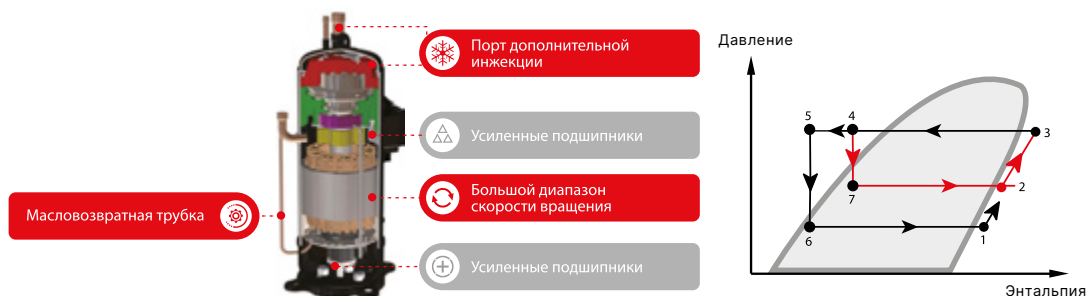 Порт дополнительной
инжекции
Усиленные подшипники
Большой диапазон
скорости вращения
Масловозвратная трубка
Усиленные подшипники
Давление
5
4
3
7
2
6
1
Энтальпия